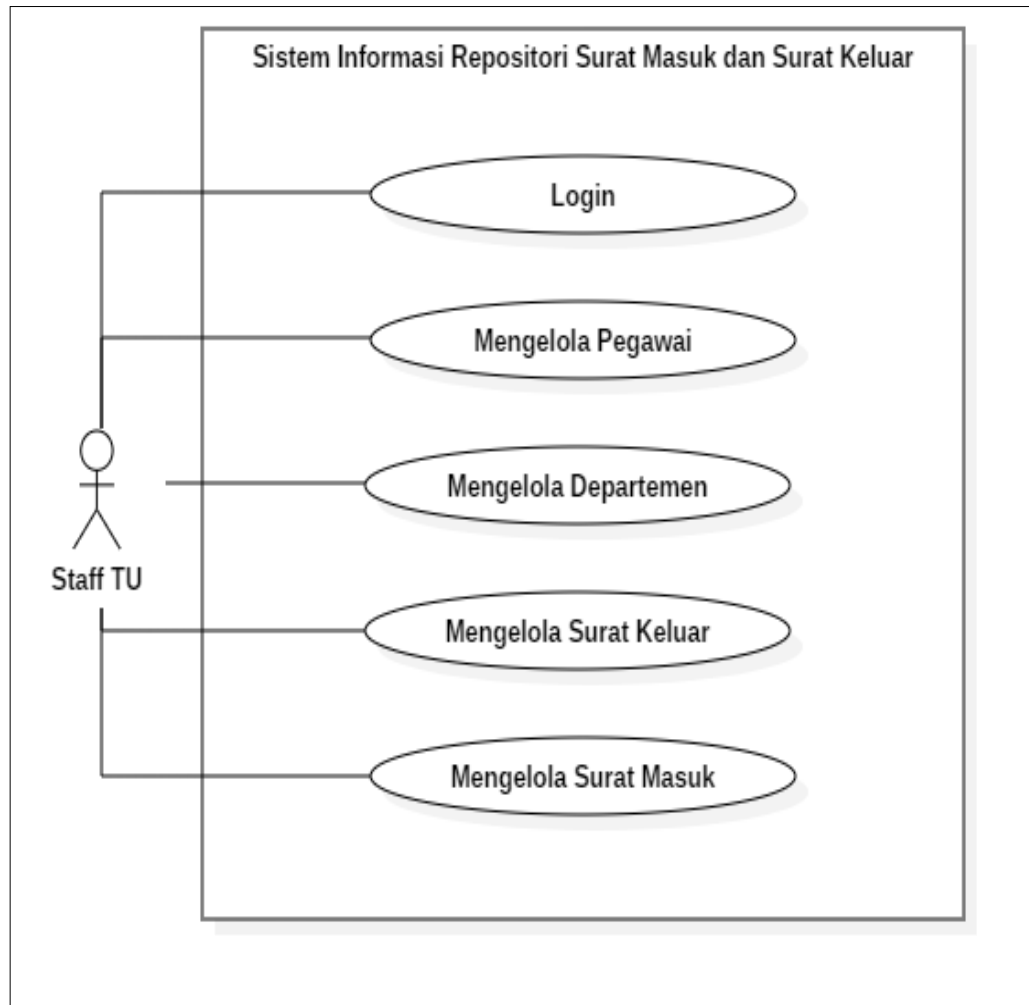 Sistem Informasi Repositori Surat Masuk dan Surat Keluar
Login
Mengelola Pegawai
Mengelola Departemen
Staff TU
Mengelola Surat Keluar
Mengelola Surat Masuk